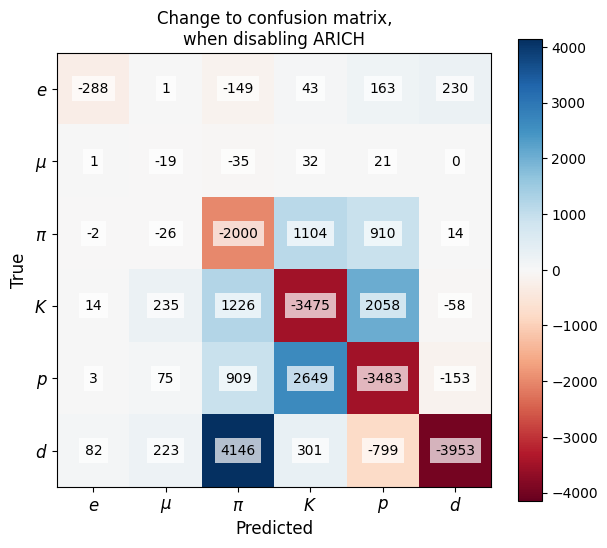 Change to confusion matrix,
when disabling ARICH
e -288 1 -149 43 163 230
μ 1 -19 -35 32 21 0
π -2 -26 -2000 1104 910 14
K 14 235 1226 -3475 2058 -58
p 3 75 909 2649 -3483 -153
d 82 223 4146 301 -799 -3953
e μ π K p d
Predicted
True
4000
3000
2000
1000
0
−1000
−2000
−3000
−4000